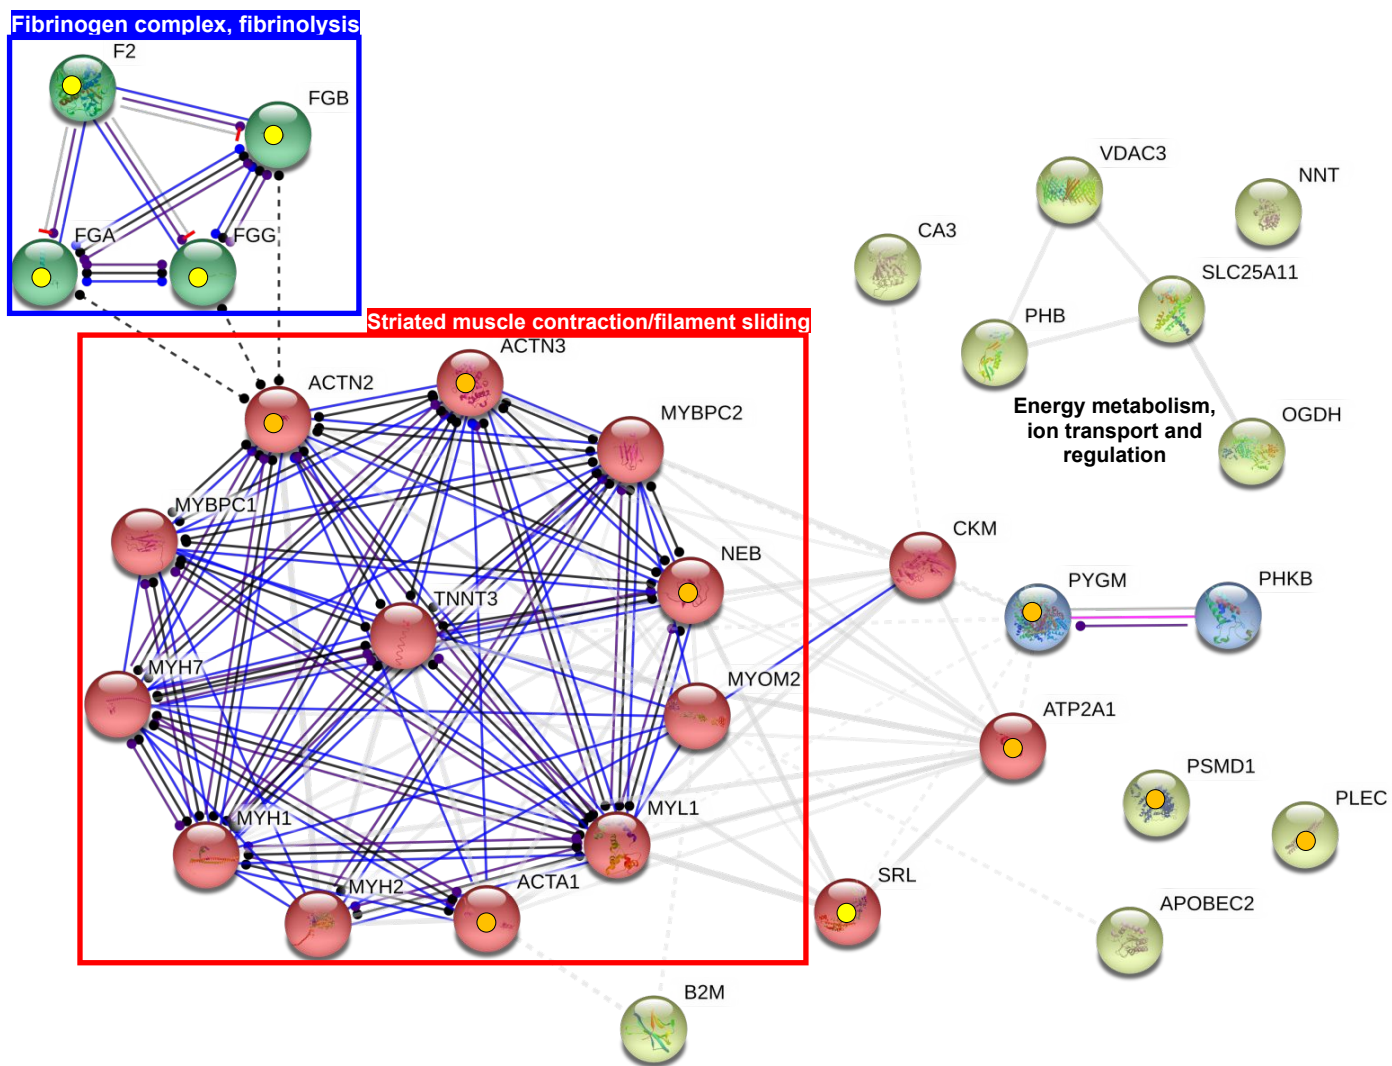 Fibrinogen complex, fibrinolysis
F2
FGB
FGA
FGG
VDAC3
NNT
CA3
SLC25A11
PHB
Striated muscle contraction/filament sliding
ACTN3
ACTN2
MYBPC2
Energy metabolism,
ion transport and
regulation
OGDH
MYBPC1
CKM
NEB
PYGM
PHKB
TNNT3
MYH7
MYOM2
ATP2A1
PSMD1
PLEC
MYH1
MYL1
MYH2
ACTA1
SRL
APOBEC2
B2M